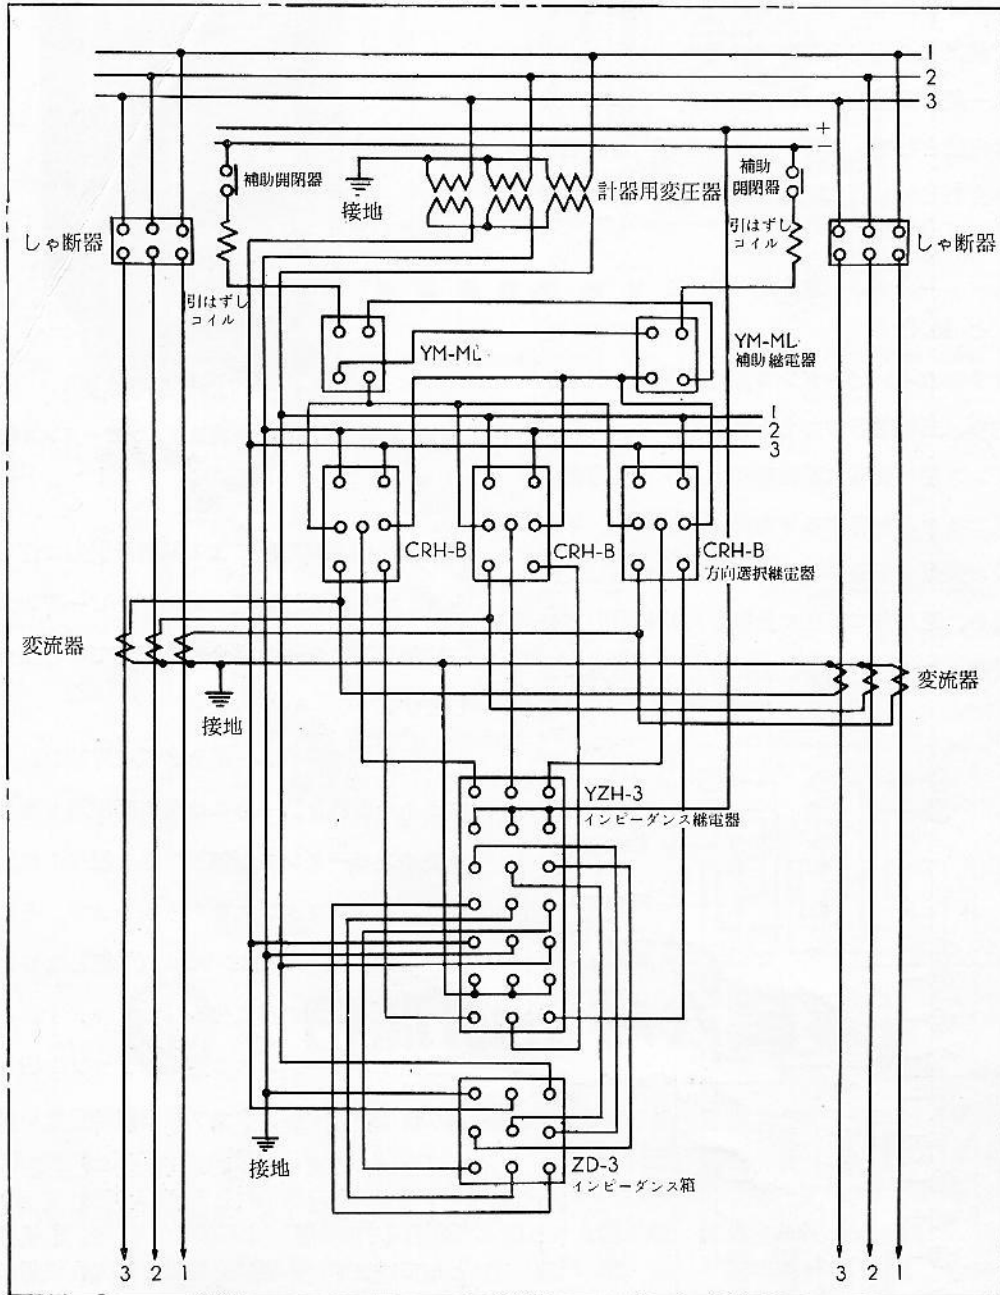 1
2
3
+
−
補助開閉器
接地
計器用変圧器
補助
開閉器
しゃ断器
引はずし
コイル
しゃ断器
引はずし
コイル
YM-ML
YM-ML
補助継電器
1
2
3
CRH-B
CRH-B
CRH-B
方向選択継電器
変流器
接地
変流器
YZH-3
インピーダンス継電器
接地
ZD-3
インピーダンス箱
3 2 1
3 2 1